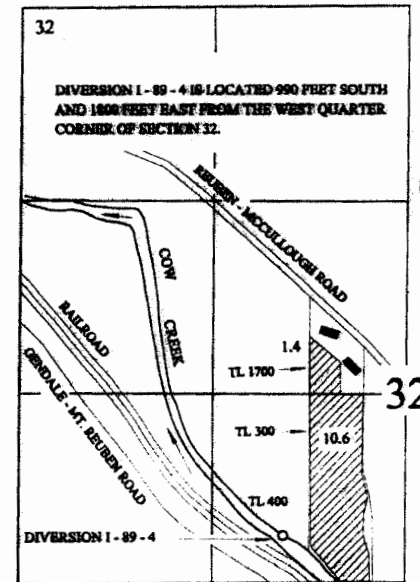 32
DIVERSION I - 89 - 4 IS LOCATED 990 FEET SOUTH
AND 1800 FEET EAST FROM THE WEST QUARTER
CORNER OF SECTION 32.
REUBEN - MCCULLOUGH ROAD
COW
CREEK
RAILROAD
GENDALE - MT. REUBEN ROAD
1.4
TL 1700
32
TL 300
10.6
TL 400
DIVERSION I - 89 - 4